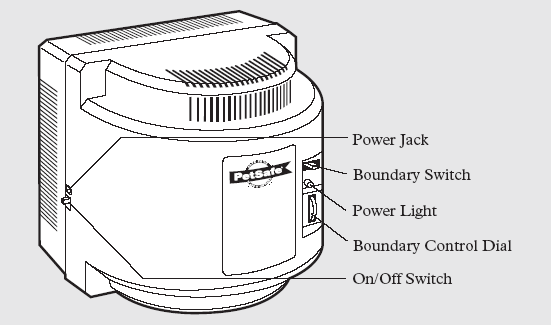 PetSafe
Power Jack
Boundary Switch
Power Light
Boundary Control Dial
On/Off Switch